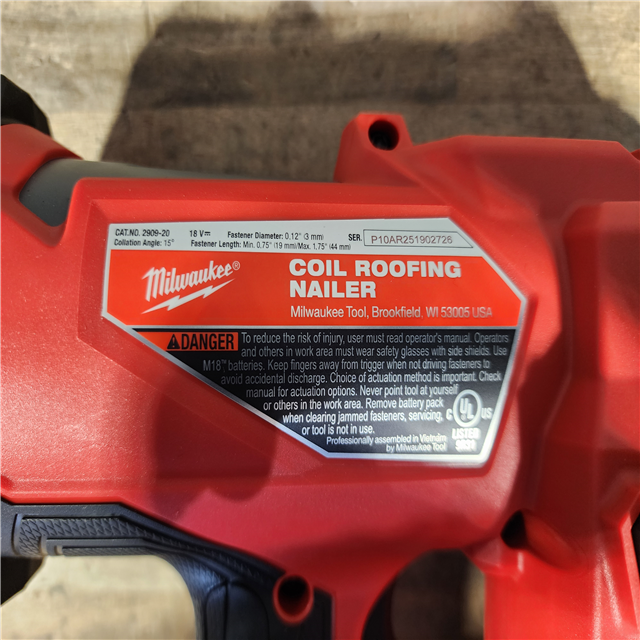 CAT.NO. 2909-20 18 V⎓ Fastener Diameter: 0.12" (3 mm) SER. P10AR251902726
Collation Angle: 15° Fastener Length: Min. 0.75" (19 mm)/Max. 1.75" (44 mm)
Milwaukee®
COIL ROOFING
NAILER
Milwaukee Tool, Brookfield, WI 53005 USA
DANGER To reduce the risk of injury, user must read operator's manual. Operators
and others in work area must wear safety glasses with side shields. Use
M18™ batteries. Keep fingers away from trigger when not driving fasteners to
avoid accidental discharge. Choice of actuation method is important. Check
manual for actuation options. Never point tool at yourself
or others in the work area. Remove battery pack
when clearing jammed fasteners, servicing,
or tool is not in use.
Professionally assembled in Vietnam
by Milwaukee Tool
C UL US
LISTER